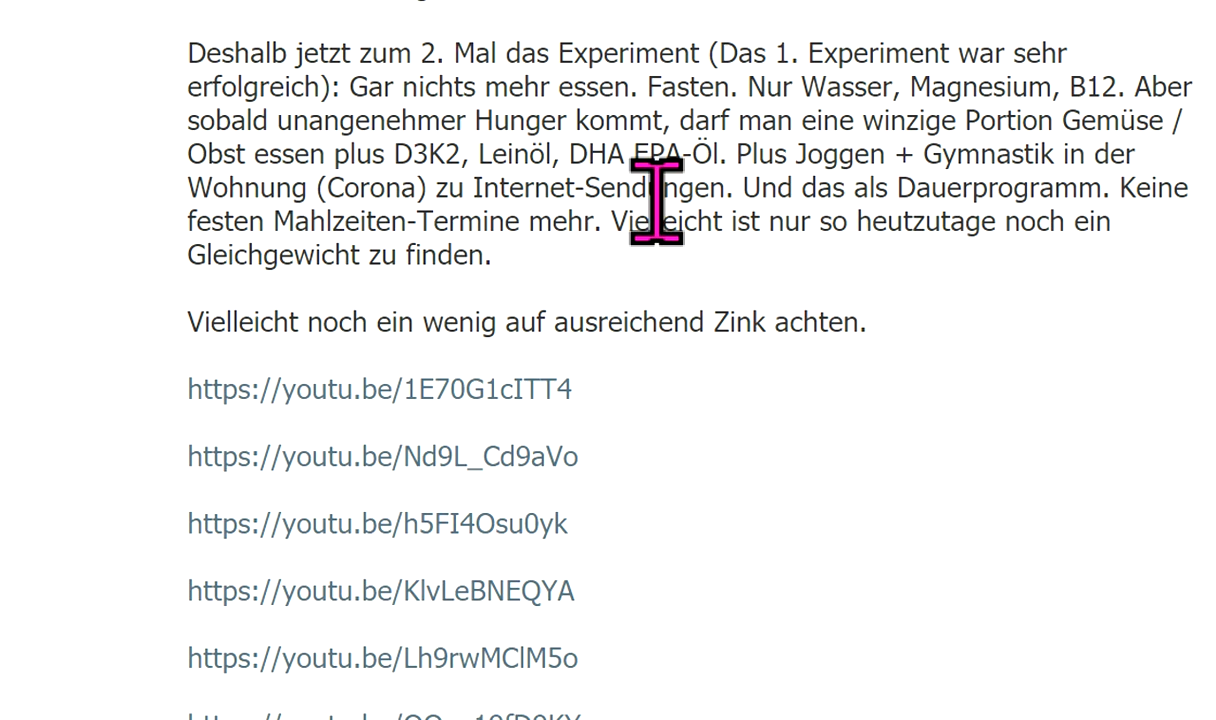 Deshalb jetzt zum 2. Mal das Experiment (Das 1. Experiment war sehr
erfolgreich): Gar nichts mehr essen. Fasten. Nur Wasser, Magnesium, B12. Aber
sobald unangenehmer Hunger kommt, darf man eine winzige Portion Gemüse /
Obst essen plus D3K2, Leinöl, DHA EPA-Öl. Plus Joggen + Gymnastik in der
Wohnung (Corona) zu Internet-Sendungen. Und das als Dauerprogramm. Keine
festen Mahlzeiten-Termine mehr. Vielleicht ist nur so heutzutage noch ein
Gleichgewicht zu finden.
Vielleicht noch ein wenig auf ausreichend Zink achten.
https://youtu.be/1E70G1cITT4
https://youtu.be/Nd9L_Cd9aVo
https://youtu.be/h5FI4Osu0yk
https://youtu.be/KlvLeBNEQYA
https://youtu.be/Lh9rwMClM5o